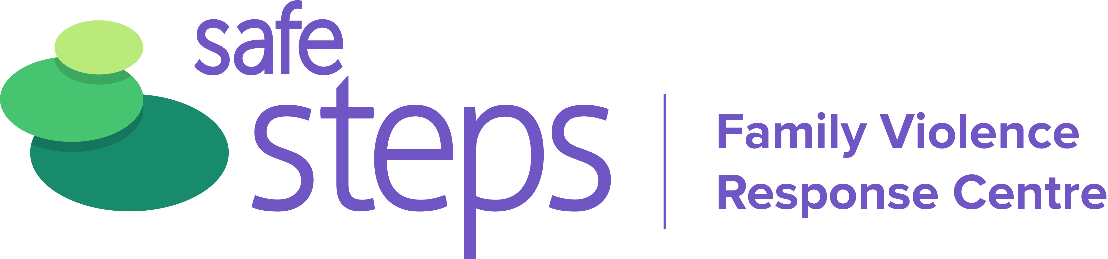 safe
steps
Family Violence
Response Centre